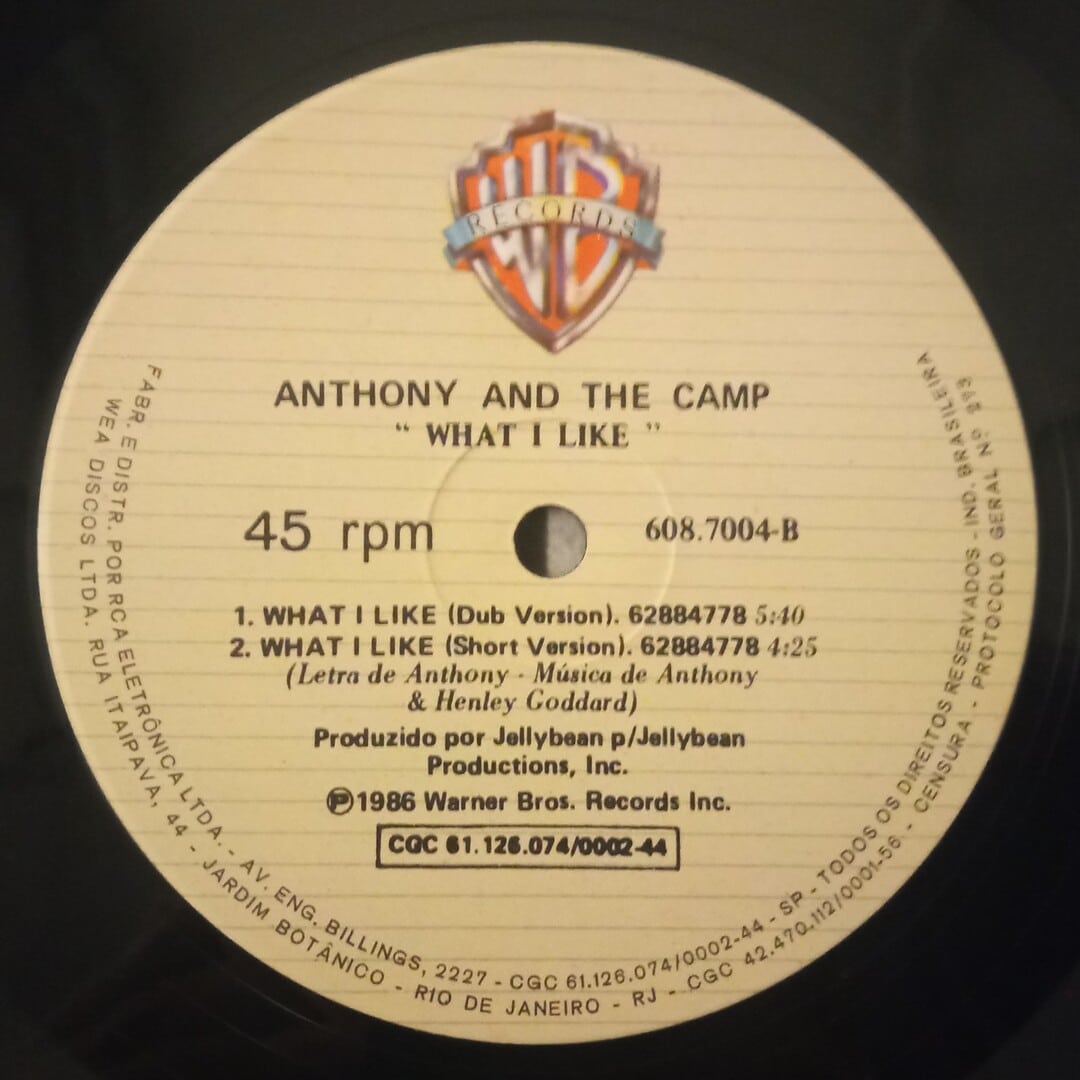 WB
RECORDS
ANTHONY AND THE CAMP
“ WHAT I LIKE ”
45 rpm
608.7004-B
1. WHAT I LIKE (Dub Version). 62884778 5:40
2. WHAT I LIKE (Short Version). 62884778 4:25
(Letra de Anthony - Música de Anthony
& Henley Goddard)
Produzido por Jellybean p/Jellybean
Productions, Inc.
Ⓟ1986 Warner Bros. Records Inc.
CGC 61.126.074/0002-44
FABR. E DISTR. POR RCA ELETRÔNICA LTDA. - AV. ENG. BILLINGS, 2227 - CGC 61.126.074/0002-44 - SP - TODOS OS DIREITOS RESERVADOS - IND. BRASILEIRA
WEA DISCOS LTDA. RUA ITAIPAVA, 44 - JARDIM BOTÂNICO - RIO DE JANEIRO - RJ - CGC 42.470.112/0001-56 - CENSURA - PROTOCOLO GERAL N.º